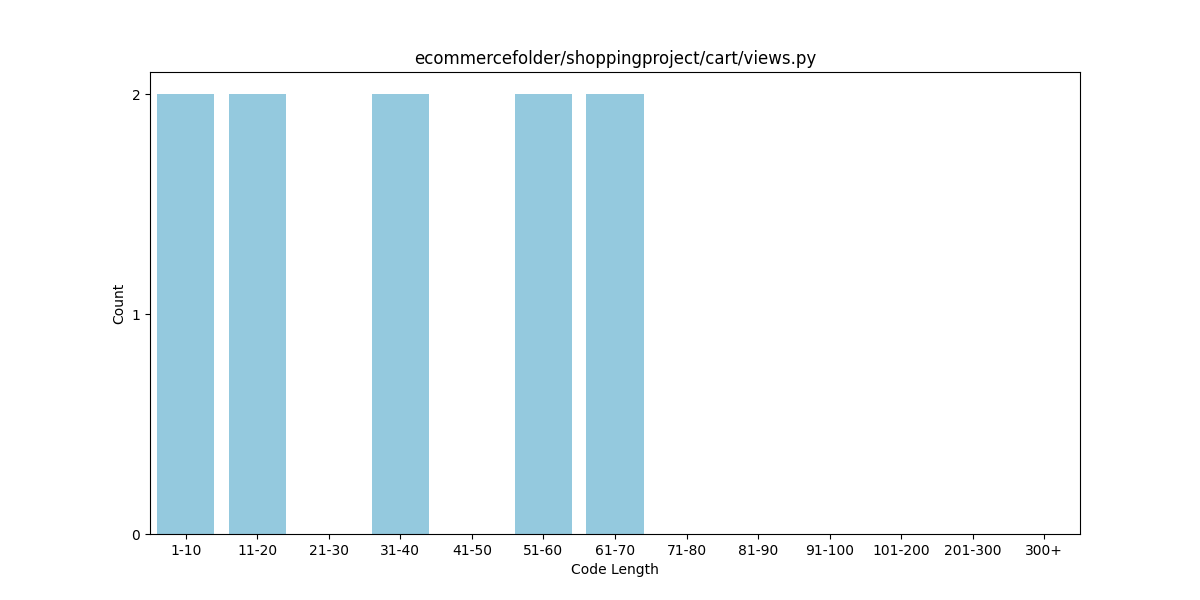 ecommercefolder/shoppingproject/cart/views.py
2
1
0
Count
1-10 11-20 21-30 31-40 41-50 51-60 61-70 71-80 81-90 91-100 101-200 201-300 300+
Code Length